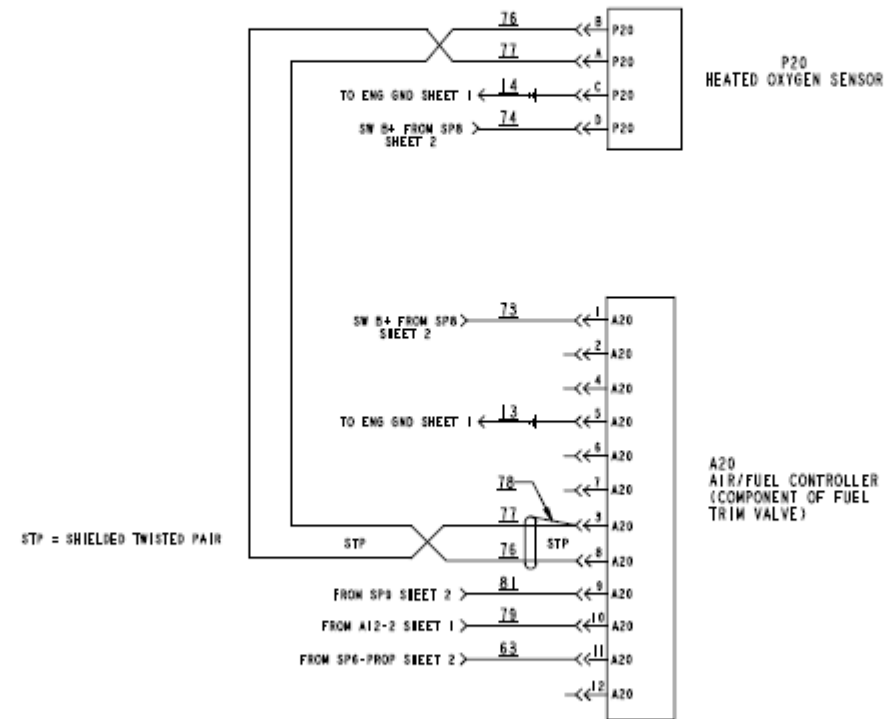 76 B P20
77 A P20
TO ENG GND SHEET 1 14 C P20
SW B+ FROM SP8 74 D P20
SHEET 2
P20
HEATED OXYGEN SENSOR
SW B+ FROM SP8 73 1 A20
SHEET 2
2 A20
4 A20
TO ENG GND SHEET 1 13 5 A20
6 A20
7 A20
78
77 3 A20
STP 76 STP 8 A20
FROM SP9 SHEET 2 81 9 A20
FROM A12-2 SHEET 1 79 10 A20
FROM SP6-PROP SHEET 2 63 11 A20
12 A20
A20
AIR/FUEL CONTROLLER
(COMPONENT OF FUEL
TRIM VALVE)
STP = SHIELDED TWISTED PAIR